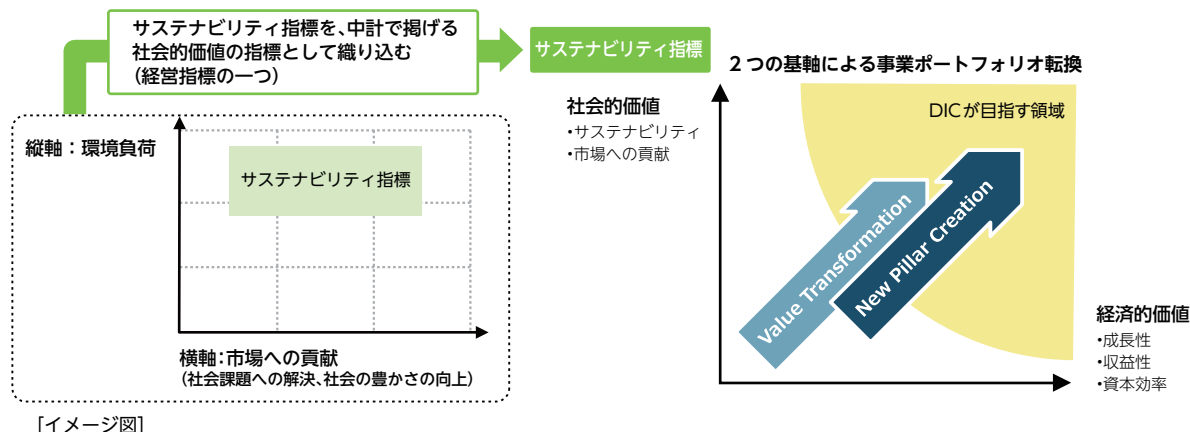 サステナビリティ指標を、中計で掲げる
社会的価値の指標として織り込む
(経営指標の一つ)
サステナビリティ指標
縦軸：環境負荷
サステナビリティ指標
横軸：市場への貢献
(社会課題への解決、社会の豊かさの向上)
[イメージ図]
2つの基軸による事業ポートフォリオ転換
社会的価値
•サステナビリティ
•市場への貢献
DICが目指す領域
Value Transformation
New Pillar Creation
経済的価値
•成長性
•収益性
•資本効率